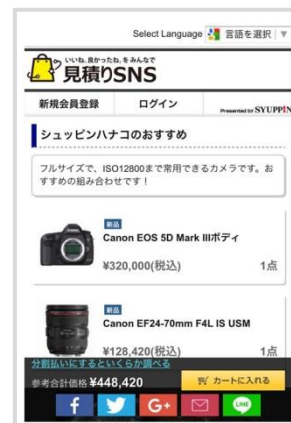 Select Language 言語を選択 ▼
いいね、良かったね、をみんなで
見積りSNS
新規会員登録 ログイン Presented by SYUPPIN
シュッピンハナコのおすすめ
フルサイズで、ISO12800まで常用できるカメラです。お
すすめの組み合わせです！
新品
Canon EOS 5D Mark IIIボディ
¥320,000(税込) 1点
新品
Canon EF24-70mm F4L IS USM
¥128,420(税込) 1点
分割払いにするといくらか調べる
参考合計価格 ¥448,420 カートに入れる
f G+ LINE